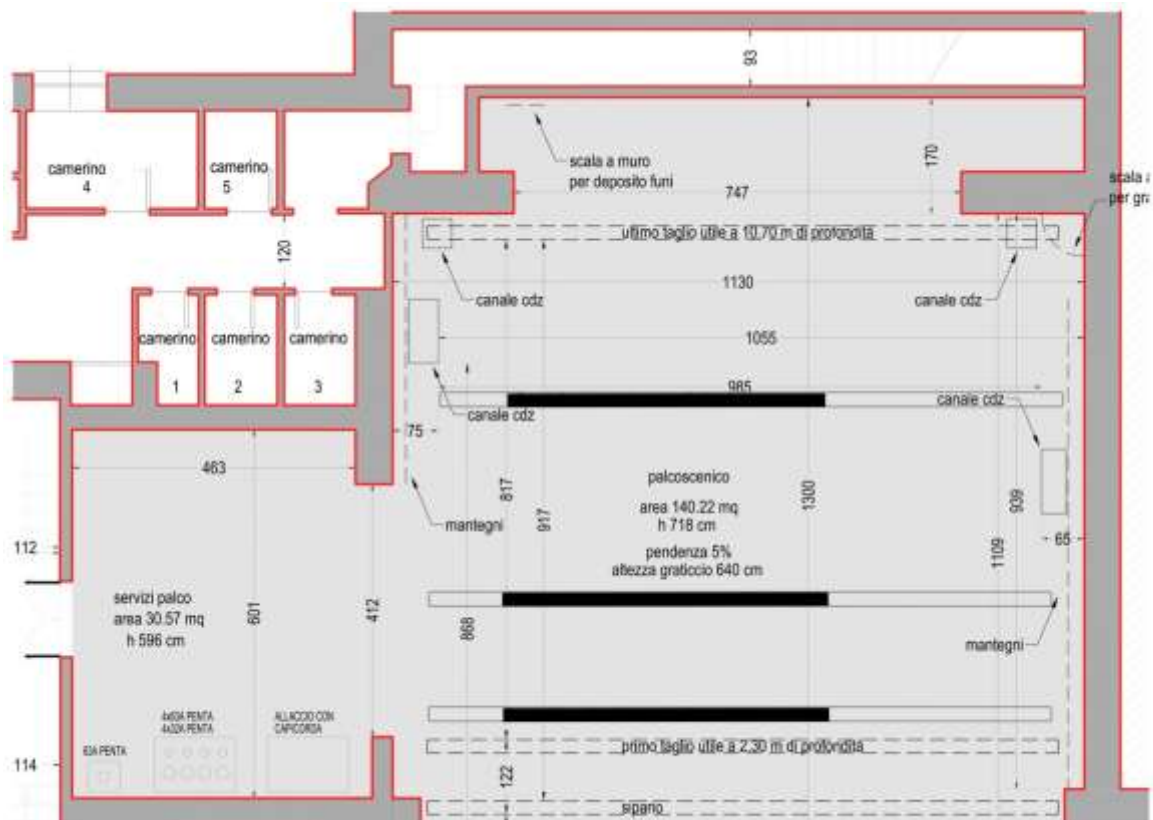 93
camerino
4
camerino
5
scala a muro
per deposito funi
170
scala a
per gra
747
ultimo taglio utile a 10,70 m di profondità
120
1130
canale cdz
canale cdz
1055
camerino
1
camerino
2
camerino
3
985
canale cdz
canale cdz
75
463
palcoscenico
area 140.22 mq
h 718 cm
pendenza 5%
altezza graticcio 640 cm
817
917
1300
939
1109
65
mantegni
112
servizi palco
area 30.57 mq
h 596 cm
601
412
868
mantegni
63A PENTA
4x63A PENTA
4x32A PENTA
ALLACCIO CON
CAPICORDA
primo taglio utile a 2,30 m di profondità
114
122
sipario